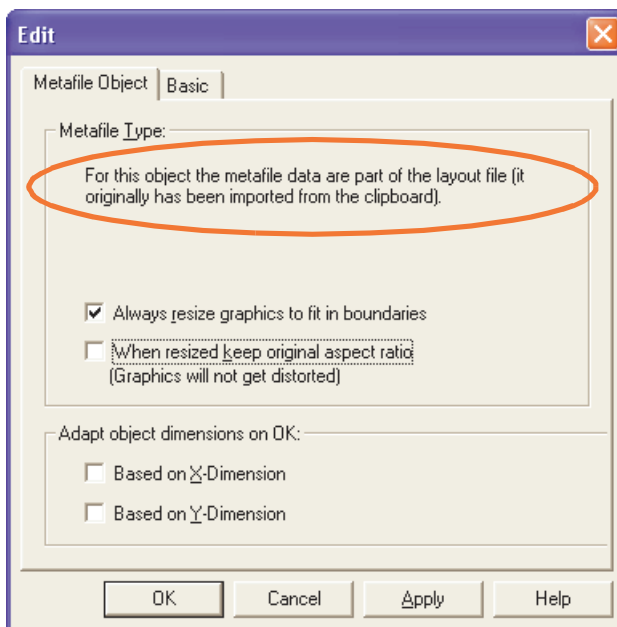 Edit
Metafile Object
Basic
Metafile Type:
For this object the metafile data are part of the layout file (it
originally has been imported from the clipboard).
Always resize graphics to fit in boundaries
When resized keep original aspect ratio
(Graphics will not get distorted)
Adapt object dimensions on OK:
Based on X-Dimension
Based on Y-Dimension
OK
Cancel
Apply
Help